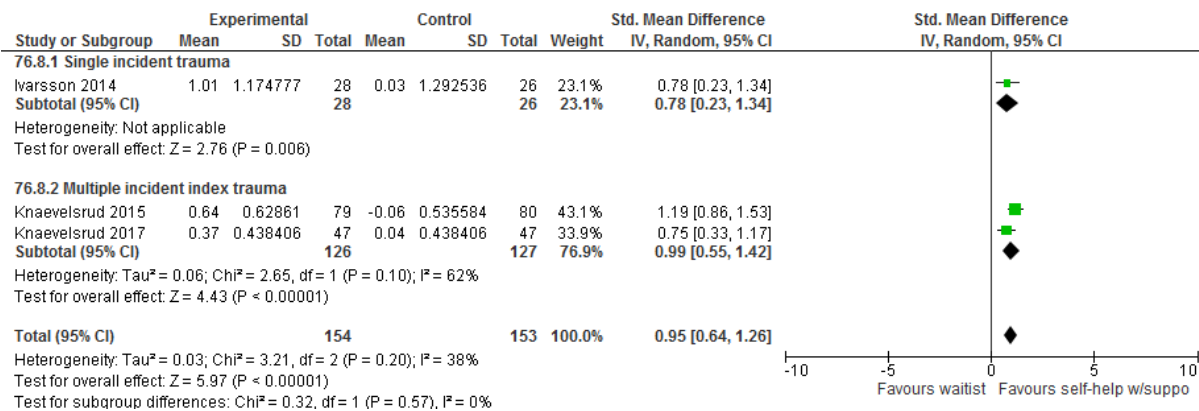 Experimental Control Std. Mean Difference Std. Mean Difference
Study or Subgroup Mean SD Total Mean SD Total Weight IV, Random, 95% CI IV, Random, 95% CI
76.8.1 Single incident trauma
Ivarsson 2014 1.01 1.174777 28 0.03 1.292536 26 23.1% 0.78 [0.23, 1.34]
Subtotal (95% CI) 28 26 23.1% 0.78 [0.23, 1.34]
Heterogeneity: Not applicable
Test for overall effect: Z = 2.76 (P = 0.006)
76.8.2 Multiple incident index trauma
Knaevelsrud 2015 0.64 0.62861 79 -0.06 0.535584 80 43.1% 1.19 [0.86, 1.53]
Knaevelsrud 2017 0.37 0.438406 47 0.04 0.438406 47 33.9% 0.75 [0.33, 1.17]
Subtotal (95% CI) 126 127 76.9% 0.99 [0.55, 1.42]
Heterogeneity: Tau² = 0.06; Chi² = 2.65, df = 1 (P = 0.10); I² = 62%
Test for overall effect: Z = 4.43 (P < 0.00001)
Total (95% CI) 154 153 100.0% 0.95 [0.64, 1.26]
Heterogeneity: Tau² = 0.03; Chi² = 3.21, df = 2 (P = 0.20); I² = 38%
Test for overall effect: Z = 5.97 (P < 0.00001)
Test for subgroup differences: Chi² = 0.32, df = 1 (P = 0.57), I² = 0%
-10 -5 0 5 10
Favours waitist Favours self-help w/suppo